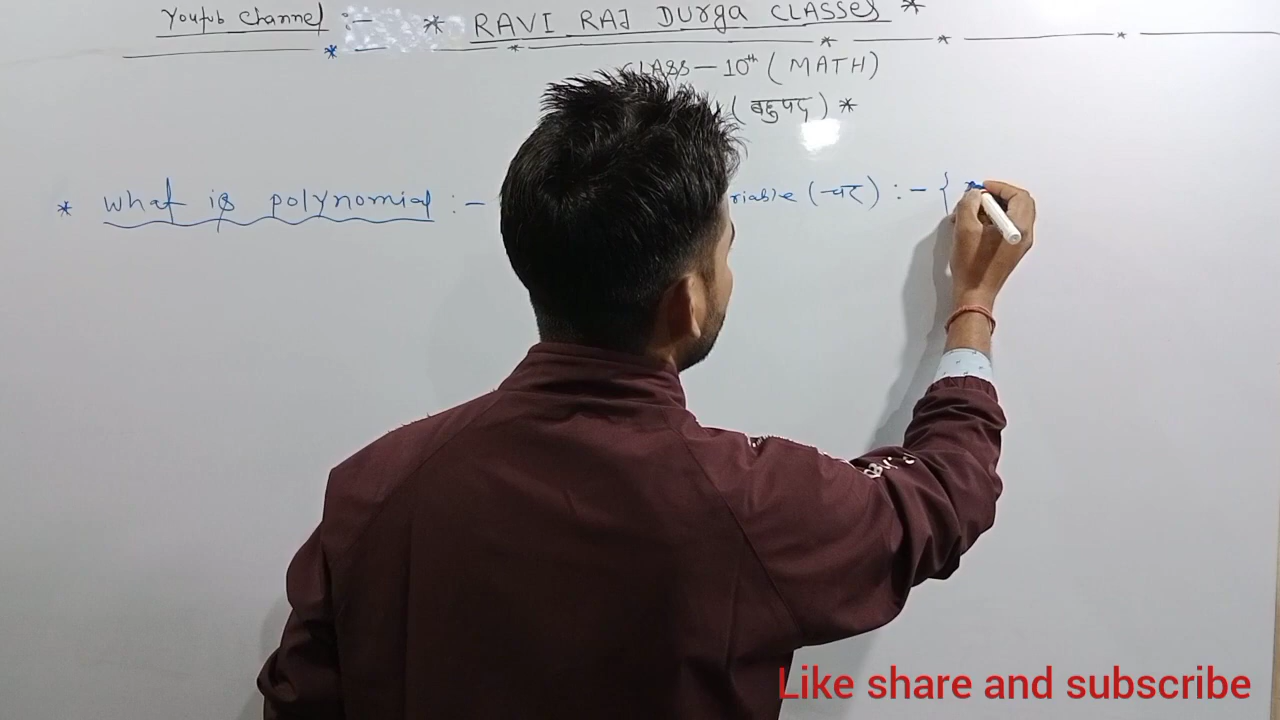 Youtub channel :- * RAVI RAJ DURGA CLASSES *
CLASS - 10th ( MATH )
( बहुपद ) *
* what is polynomial :- riable ( चर ) :- {
Like share and subscribe